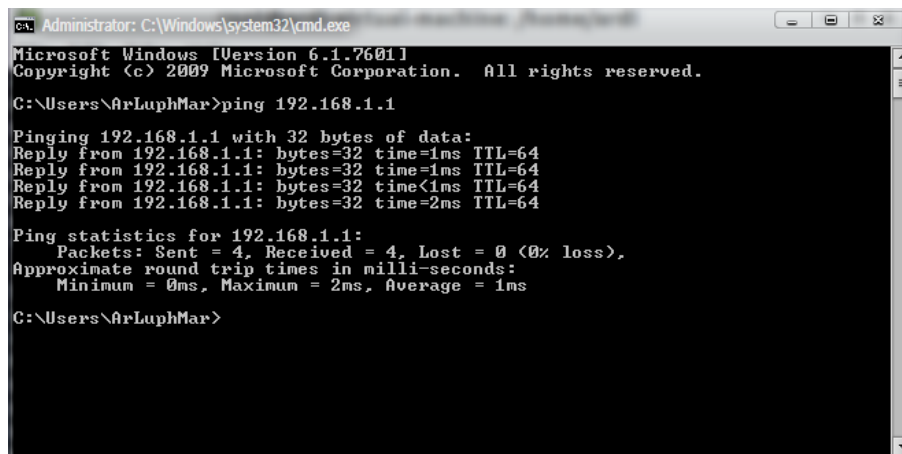 Administrator: C:\Windows\system32\cmd.exe
Microsoft Windows [Version 6.1.7601]
Copyright (c) 2009 Microsoft Corporation.  All rights reserved.
C:\Users\ArLuphMar>ping 192.168.1.1
Pinging 192.168.1.1 with 32 bytes of data:
Reply from 192.168.1.1: bytes=32 time=1ms TTL=64
Reply from 192.168.1.1: bytes=32 time=1ms TTL=64
Reply from 192.168.1.1: bytes=32 time<1ms TTL=64
Reply from 192.168.1.1: bytes=32 time=2ms TTL=64
Ping statistics for 192.168.1.1:
    Packets: Sent = 4, Received = 4, Lost = 0 (0% loss),
Approximate round trip times in milli-seconds:
    Minimum = 0ms, Maximum = 2ms, Average = 1ms
C:\Users\ArLuphMar>